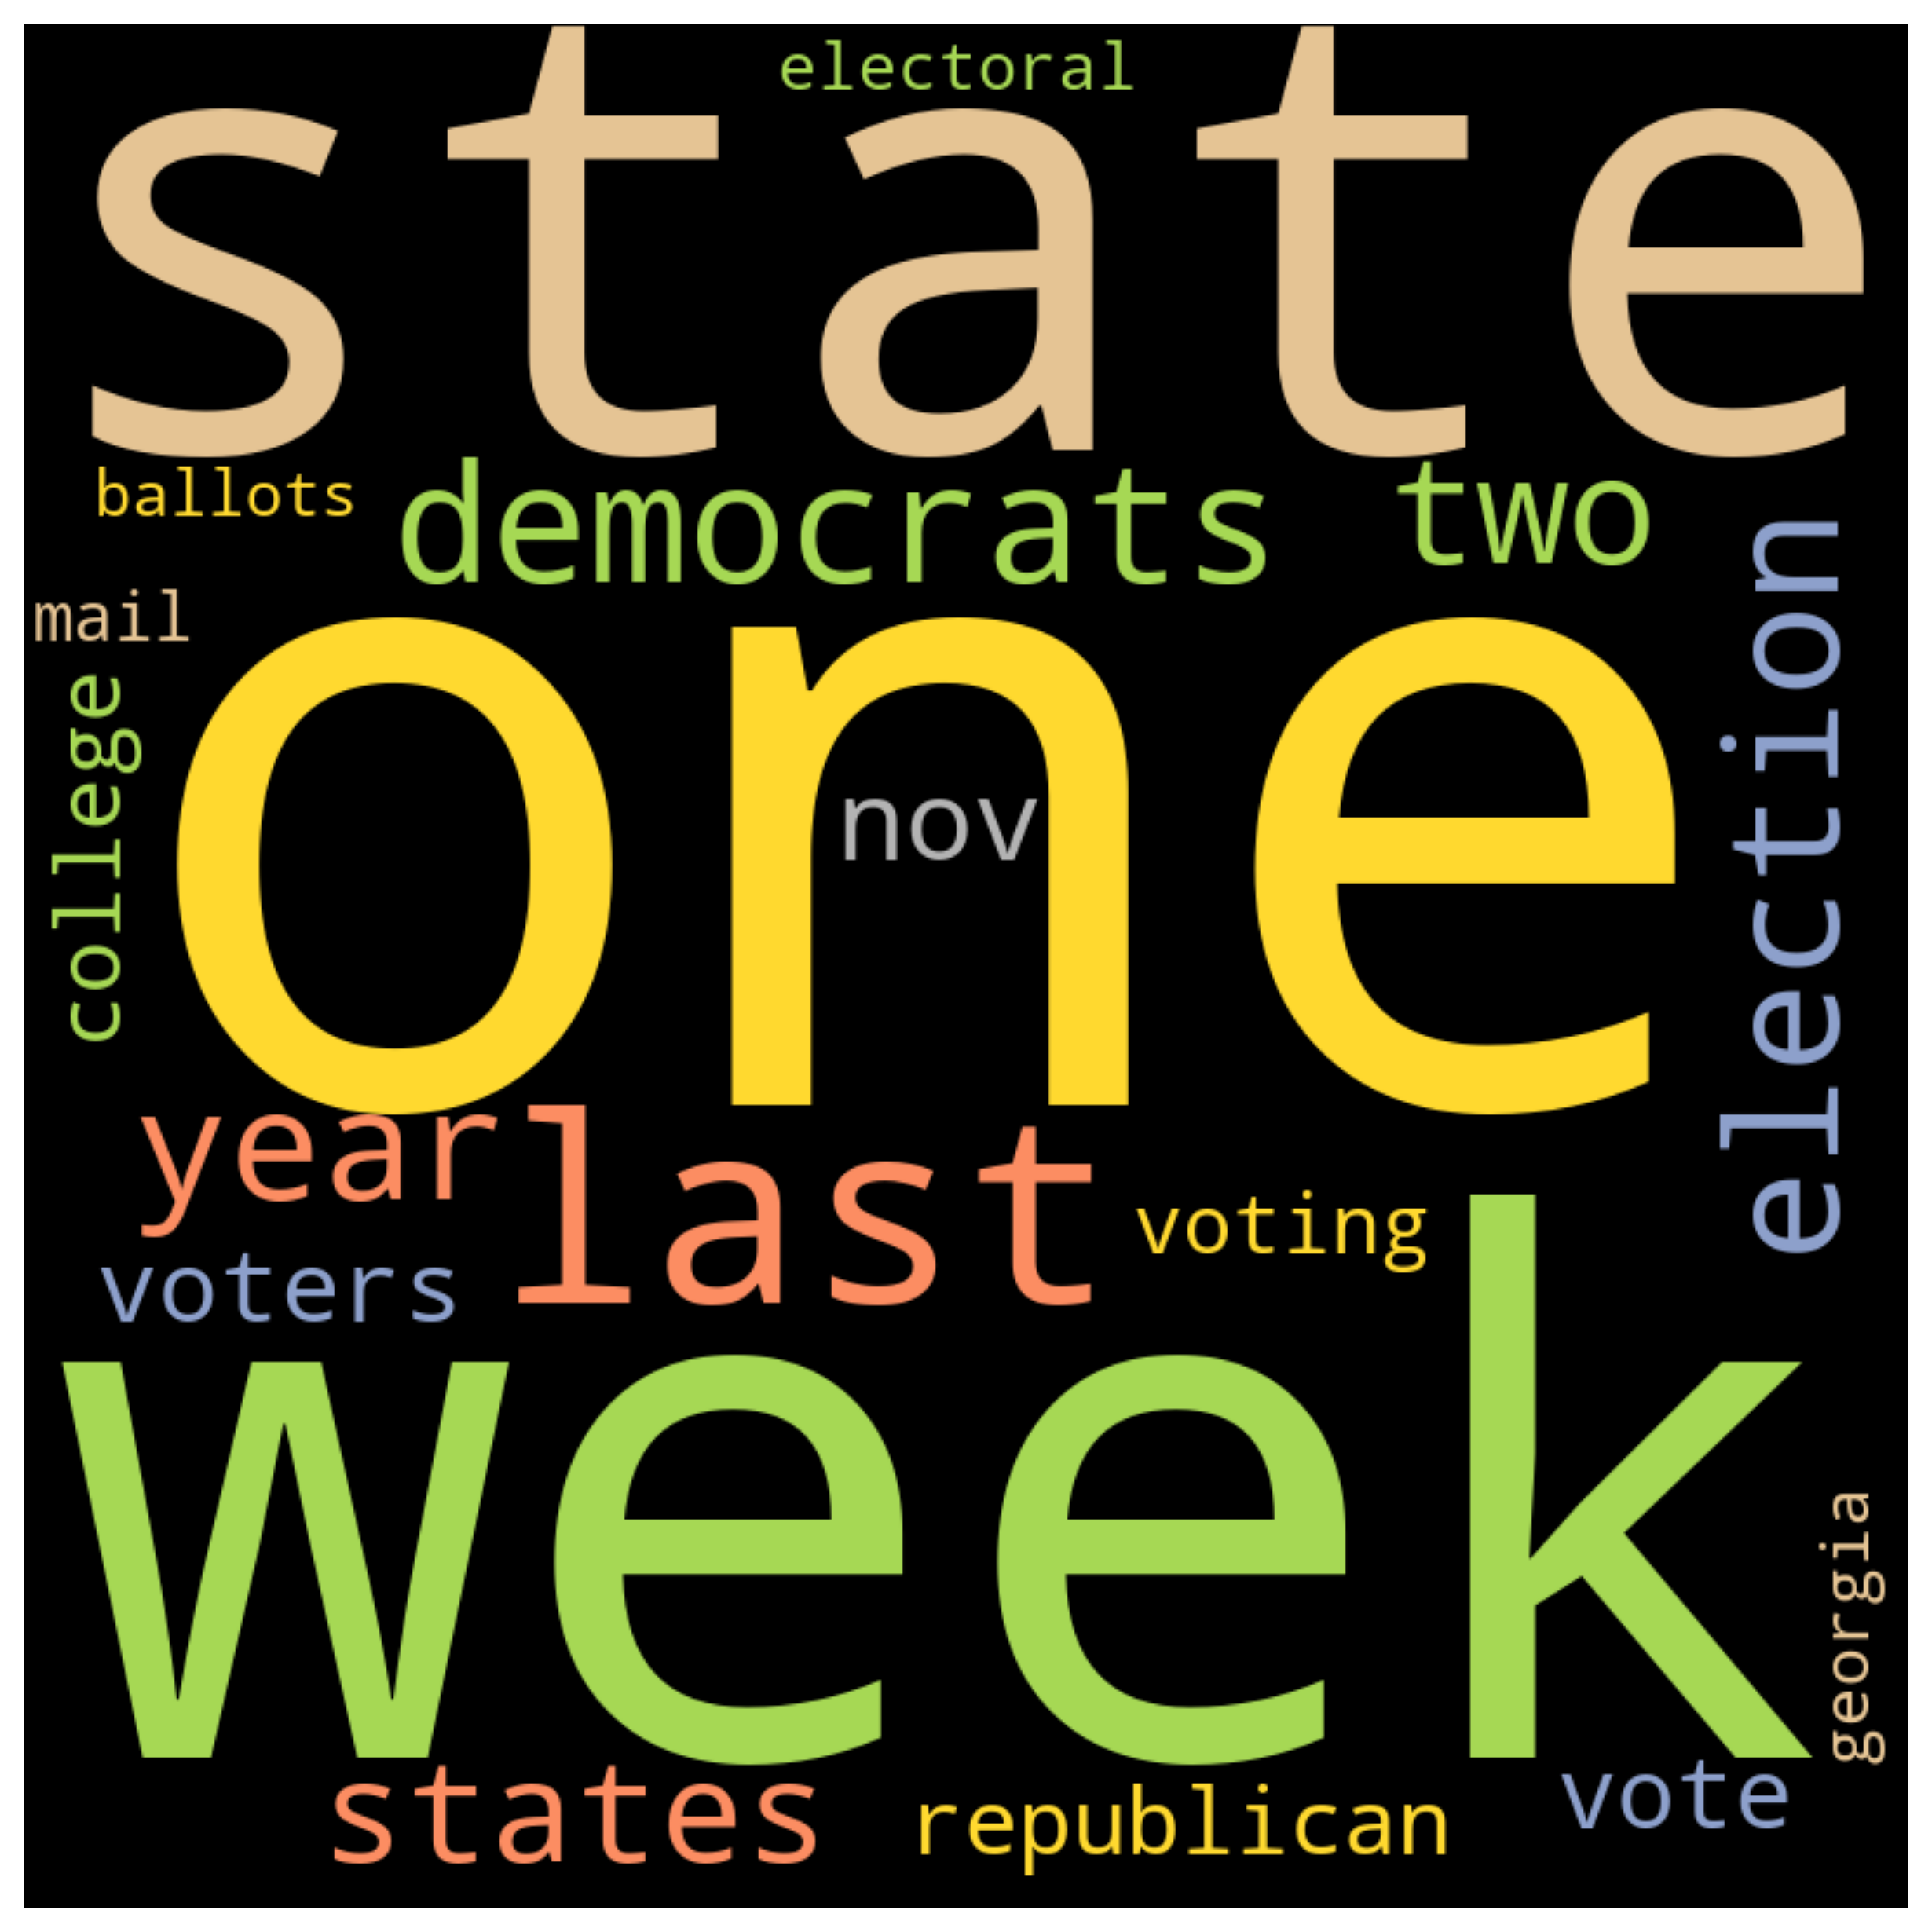 electoral
state
ballots
democrats
two
mail
election
college
one
nov
year
last
voting
voters
week
georgia
states
republican
vote